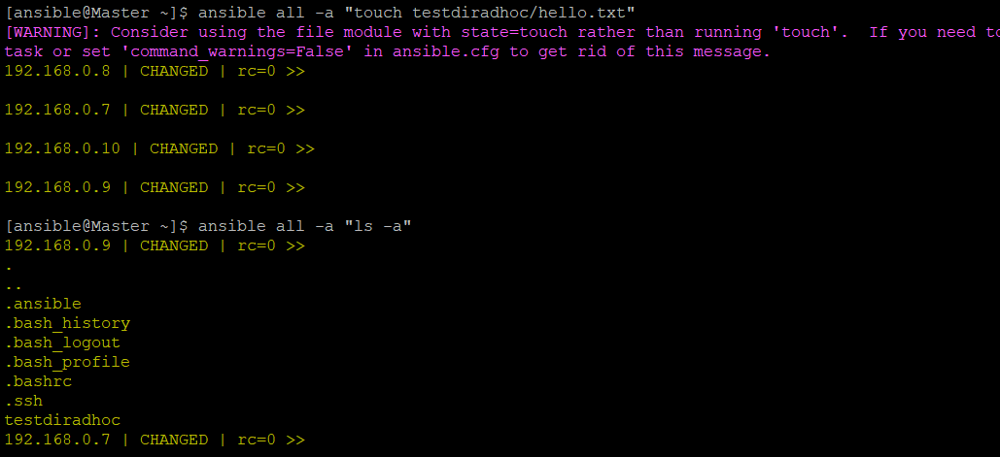 [ansible@Master ~]$ ansible all -a "touch testdiradhoc/hello.txt"
[WARNING]: Consider using the file module with state=touch rather than running 'touch'.  If you need to
task or set 'command_warnings=False' in ansible.cfg to get rid of this message.
192.168.0.8 | CHANGED | rc=0 >>
192.168.0.7 | CHANGED | rc=0 >>
192.168.0.10 | CHANGED | rc=0 >>
192.168.0.9 | CHANGED | rc=0 >>
[ansible@Master ~]$ ansible all -a "ls -a"
192.168.0.9 | CHANGED | rc=0 >>
.
..
.ansible
.bash_history
.bash_logout
.bash_profile
.bashrc
.ssh
testdiradhoc
192.168.0.7 | CHANGED | rc=0 >>